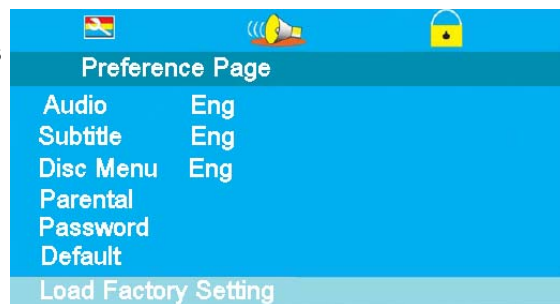 Preference Page
Audio Eng
Subtitle Eng
Disc Menu Eng
Parental
Password
Default
Load Factory Setting